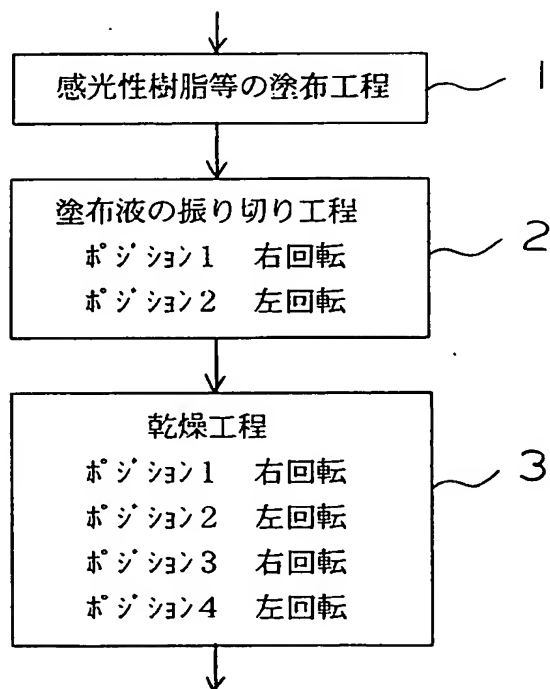 感光性樹脂等の塗布工程
1
塗布液の振り切り工程
ﾎﾟｼﾞｼｮﾝ1 右回転
ﾎﾟｼﾞｼｮﾝ2 左回転
2
乾燥工程
ﾎﾟｼﾞｼｮﾝ1 右回転
ﾎﾟｼﾞｼｮﾝ2 左回転
ﾎﾟｼﾞｼｮﾝ3 右回転
ﾎﾟｼﾞｼｮﾝ4 左回転
3